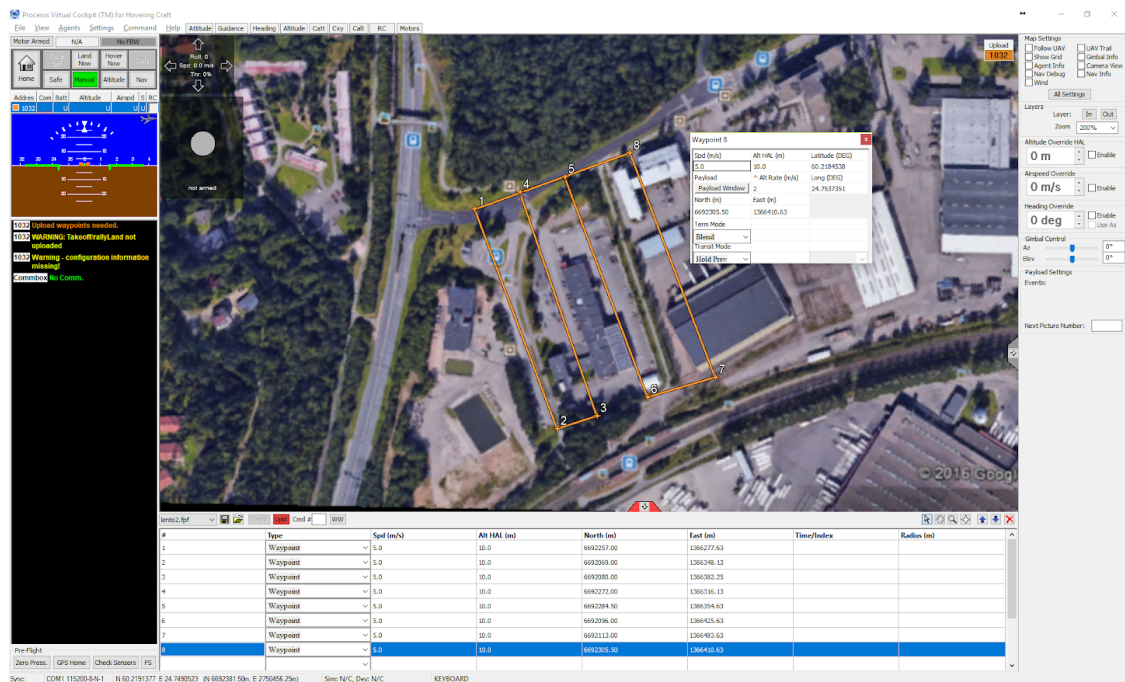 Procerus Virtual Cockpit (TM) for Hovering Craft
File View Agents Settings Command Help Attitude Guidance Heading Altitude Catt Cxy Calt RC Motors
Motor Armed N/A No FBW
Land Now Hover Now
Home Safe Manual Altitude Nav
Addres Com Batt Altitude Airspd S RC
1032 U U U U
1032 Upload waypoints needed.
1032 WARNING: Takeoff/rallyLand not uploaded
1032 Warning - configuration information missing!
Commbox No Comm.
Pre-Flight
Zero Press. GPS Home Check Sensors FS
Roll: 0
Spd: 0.0 m/s
Thr: 0%
not armed
Upload
1032
1
2
3
4
5
6
7
8
Waypoint 8
Spd (m/s) Alt HAL (m) Latitude (DEG)
5.0 10.0 60.2184538
Payload ^ Alt Rate (m/s) Long (DEG)
Payload Window 2 24.7537351
North (m) East (m)
6692305.50 1366410.63
Term Mode
Blend
Transit Mode
Hold Prev
© 2016 Googl
Map Settings
Follow UAV UAV Trail
Show Grid Gimbal Info
Agent Info Camera View
Nav Debug Nav Info
Wind
All Settings
Layers
Layer: In Out
Zoom 200%
Altitude Override HAL
0 m Enable
Airspeed Override
0 m/s Enable
Heading Override
0 deg Enable
Use Az
Gimbal Control
Az 0°
Elev 0°
Payload Settings
Events:
Next Picture Number:
lento2.fpf Upld Cmd # WW
# Type Spd (m/s) Alt HAL (m) North (m) East (m) Time/Index Radius (m)
1 Waypoint 5.0 10.0 6692257.00 1366277.63
2 Waypoint 5.0 10.0 6692069.00 1366348.13
3 Waypoint 5.0 10.0 6692080.00 1366382.25
4 Waypoint 5.0 10.0 6692272.00 1366316.13
5 Waypoint 5.0 10.0 6692284.50 1366354.63
6 Waypoint 5.0 10.0 6692096.00 1366425.63
7 Waypoint 5.0 10.0 6692113.00 1366483.63
8 Waypoint 5.0 10.0 6692305.50 1366410.63
Sync: COM1 115200-8-N-1 N 60.2191377 E 24.7490523 (N 6692381.50m, E 2750456.25m) Sim: N/C, Dev: N/C KEYBOARD